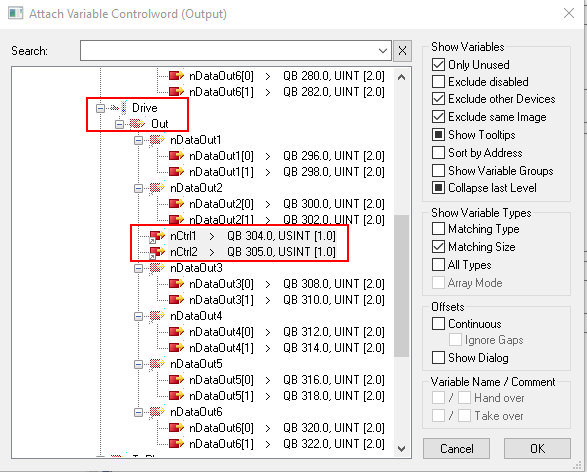 Attach Variable Controlword (Output)
Search:
X
nDataOut6[0] > QB 280.0, UINT [2.0]
nDataOut6[1] > QB 282.0, UINT [2.0]
Drive
Out
nDataOut1
nDataOut1[0] > QB 296.0, UINT [2.0]
nDataOut1[1] > QB 298.0, UINT [2.0]
nDataOut2
nDataOut2[0] > QB 300.0, UINT [2.0]
nDataOut2[1] > QB 302.0, UINT [2.0]
nCtrl1 > QB 304.0, USINT [1.0]
nCtrl2 > QB 305.0, USINT [1.0]
nDataOut3
nDataOut3[0] > QB 308.0, UINT [2.0]
nDataOut3[1] > QB 310.0, UINT [2.0]
nDataOut4
nDataOut4[0] > QB 312.0, UINT [2.0]
nDataOut4[1] > QB 314.0, UINT [2.0]
nDataOut5
nDataOut5[0] > QB 316.0, UINT [2.0]
nDataOut5[1] > QB 318.0, UINT [2.0]
nDataOut6
nDataOut6[0] > QB 320.0, UINT [2.0]
nDataOut6[1] > QB 322.0, UINT [2.0]
Show Variables
Only Unused
Exclude disabled
Exclude other Devices
Exclude same Image
Show Tooltips
Sort by Address
Show Variable Groups
Collapse last Level
Show Variable Types
Matching Type
Matching Size
All Types
Array Mode
Offsets
Continuous
Ignore Gaps
Show Dialog
Variable Name / Comment
/ Hand over
/ Take over
Cancel
OK